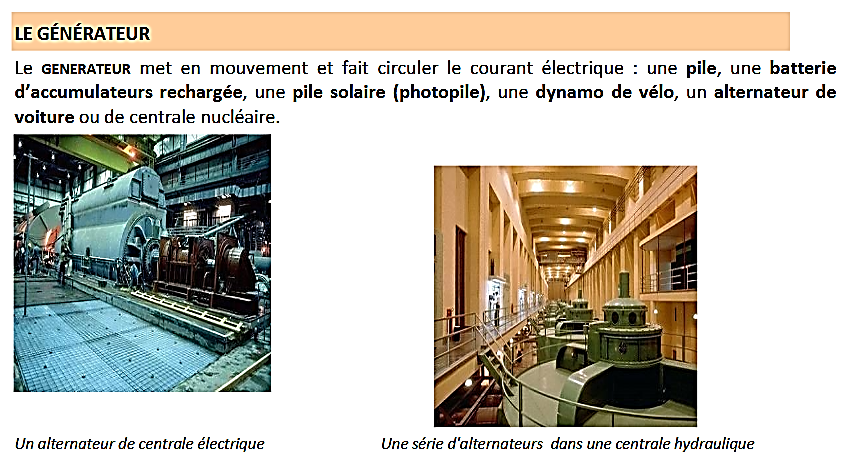 LE GÉNÉRATEUR
Le GENERATEUR met en mouvement et fait circuler le courant électrique : une pile, une batterie
d’accumulateurs rechargée, une pile solaire (photopile), une dynamo de vélo, un alternateur de
voiture ou de centrale nucléaire.
Un alternateur de centrale électrique
Une série d'alternateurs dans une centrale hydraulique